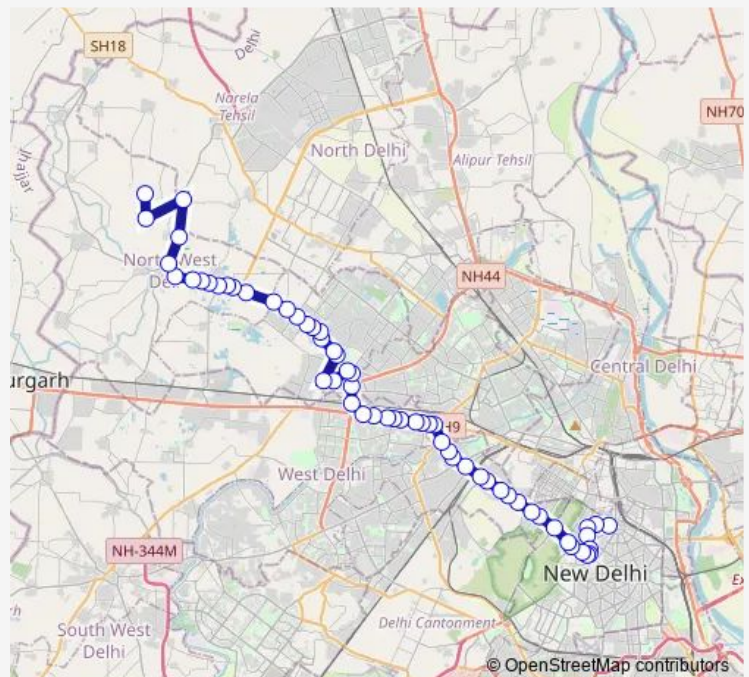 SH18
Delhi
Narela
Tehsil
NH70
North Delhi
Alipur Tehsil
Jhajjar
North West
NH44
Central Delhi
urgarh
H9
West Delhi
NH-344M
New Delhi
Delhi Cantonment
South West
Delhi
© OpenStreetMap contributors